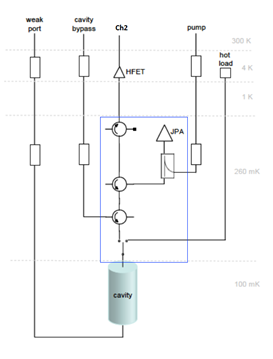 weak
port
cavity
bypass
Ch2
pump
300 K
hot
load
HFET
4 K
1 K
JPA
260 mK
cavity
100 mK